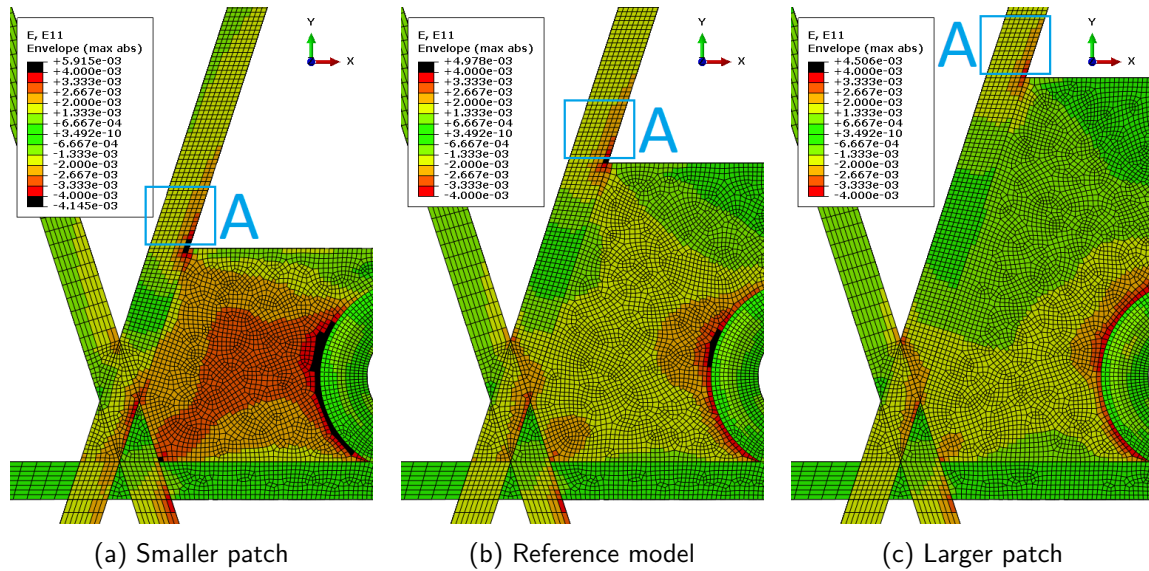 E, E11
Envelope (max abs)
+5.915e-03
+4.000e-03
+3.333e-03
+2.667e-03
+2.000e-03
+1.333e-03
+6.667e-04
+3.492e-10
-6.667e-04
-1.333e-03
-2.000e-03
-2.667e-03
-3.333e-03
-4.000e-03
-4.145e-03
Y
X
A
(a) Smaller patch
E, E11
Envelope (max abs)
+4.978e-03
+4.000e-03
+3.333e-03
+2.667e-03
+2.000e-03
+1.333e-03
+6.667e-04
+3.492e-10
-6.667e-04
-1.333e-03
-2.000e-03
-2.667e-03
-3.333e-03
-4.000e-03
Y
X
A
(b) Reference model
E, E11
Envelope (max abs)
+4.506e-03
+4.000e-03
+3.333e-03
+2.667e-03
+2.000e-03
+1.333e-03
+6.667e-04
+3.492e-10
-6.667e-04
-1.333e-03
-2.000e-03
-2.667e-03
-3.333e-03
-4.000e-03
Y
X
A
(c) Larger patch